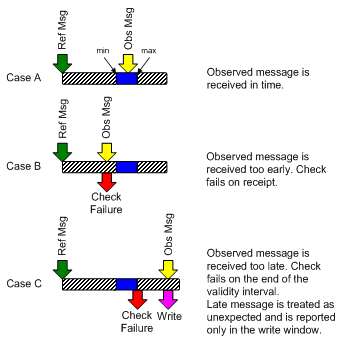 Ref Msg
Obs Msg
min
max
Case A
Observed message is
received in time.
Ref Msg
Obs Msg
Case B
Observed message is
received too early. Check
fails on receipt.
Check
Failure
Ref Msg
Obs Msg
Case C
Observed message is
received too late. Check
fails on the end of the
validity interval.
Late message is treated as
unexpected and is reported
only in the write window.
Check
Failure
Write